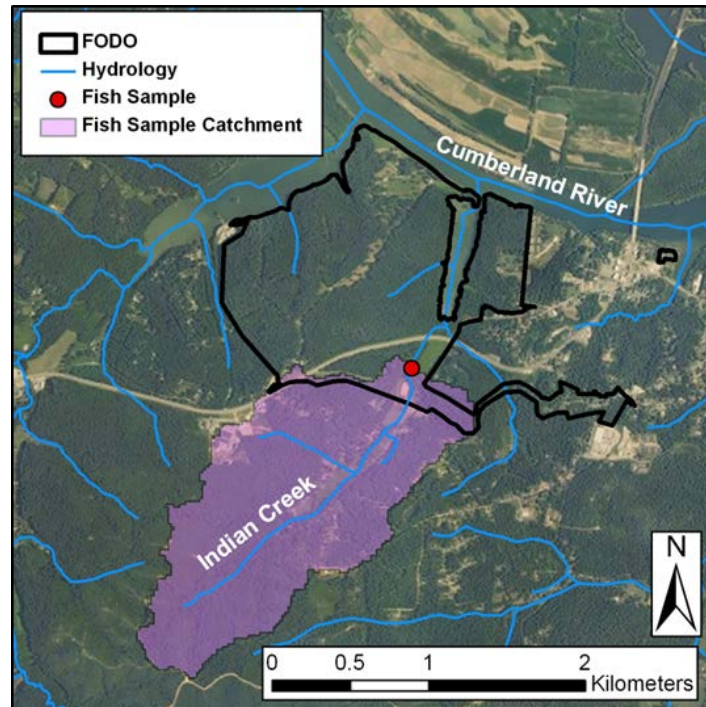 FODO
Hydrology
Fish Sample
Fish Sample Catchment
Cumberland River
Indian Creek
N
0 0.5 1 2
Kilometers